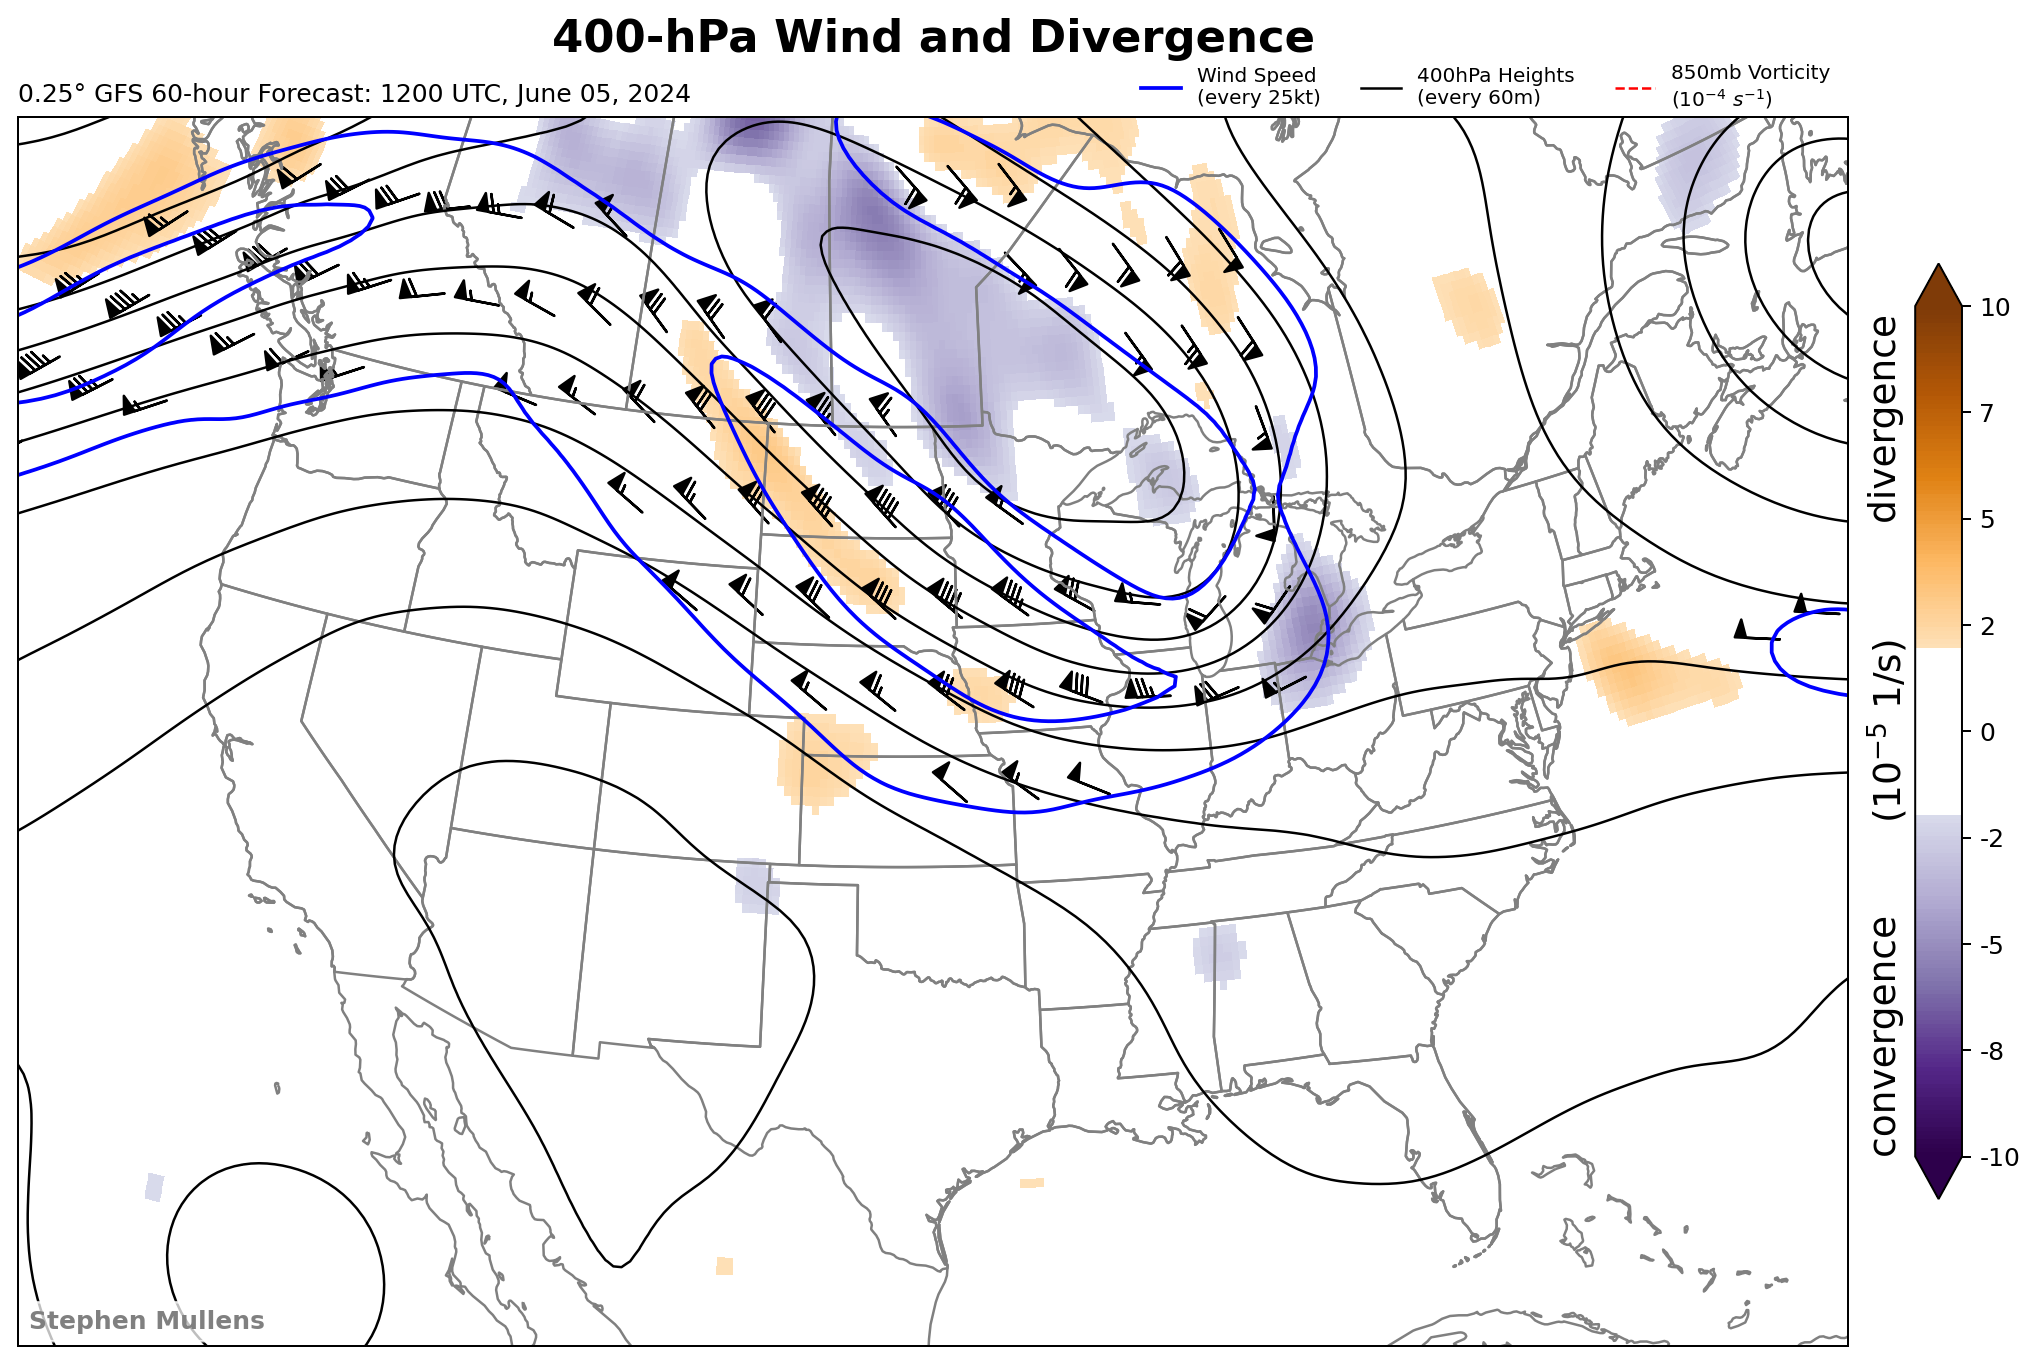 400-hPa Wind and Divergence
0.25° GFS 60-hour Forecast: 1200 UTC, June 05, 2024
Wind Speed
(every 25kt)
400hPa Heights
(every 60m)
850mb Vorticity
(10⁻⁴ s⁻¹)
10
7
5
2
0
-2
-5
-8
-10
convergence (10⁻⁵ 1/s) divergence
Stephen Mullens